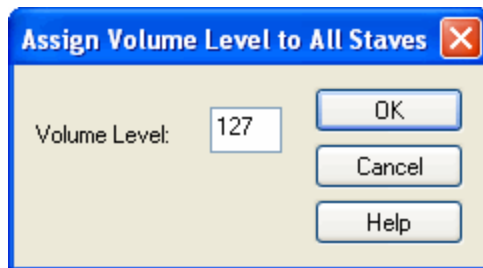 Assign Volume Level to All Staves
Volume Level:
127
OK
Cancel
Help